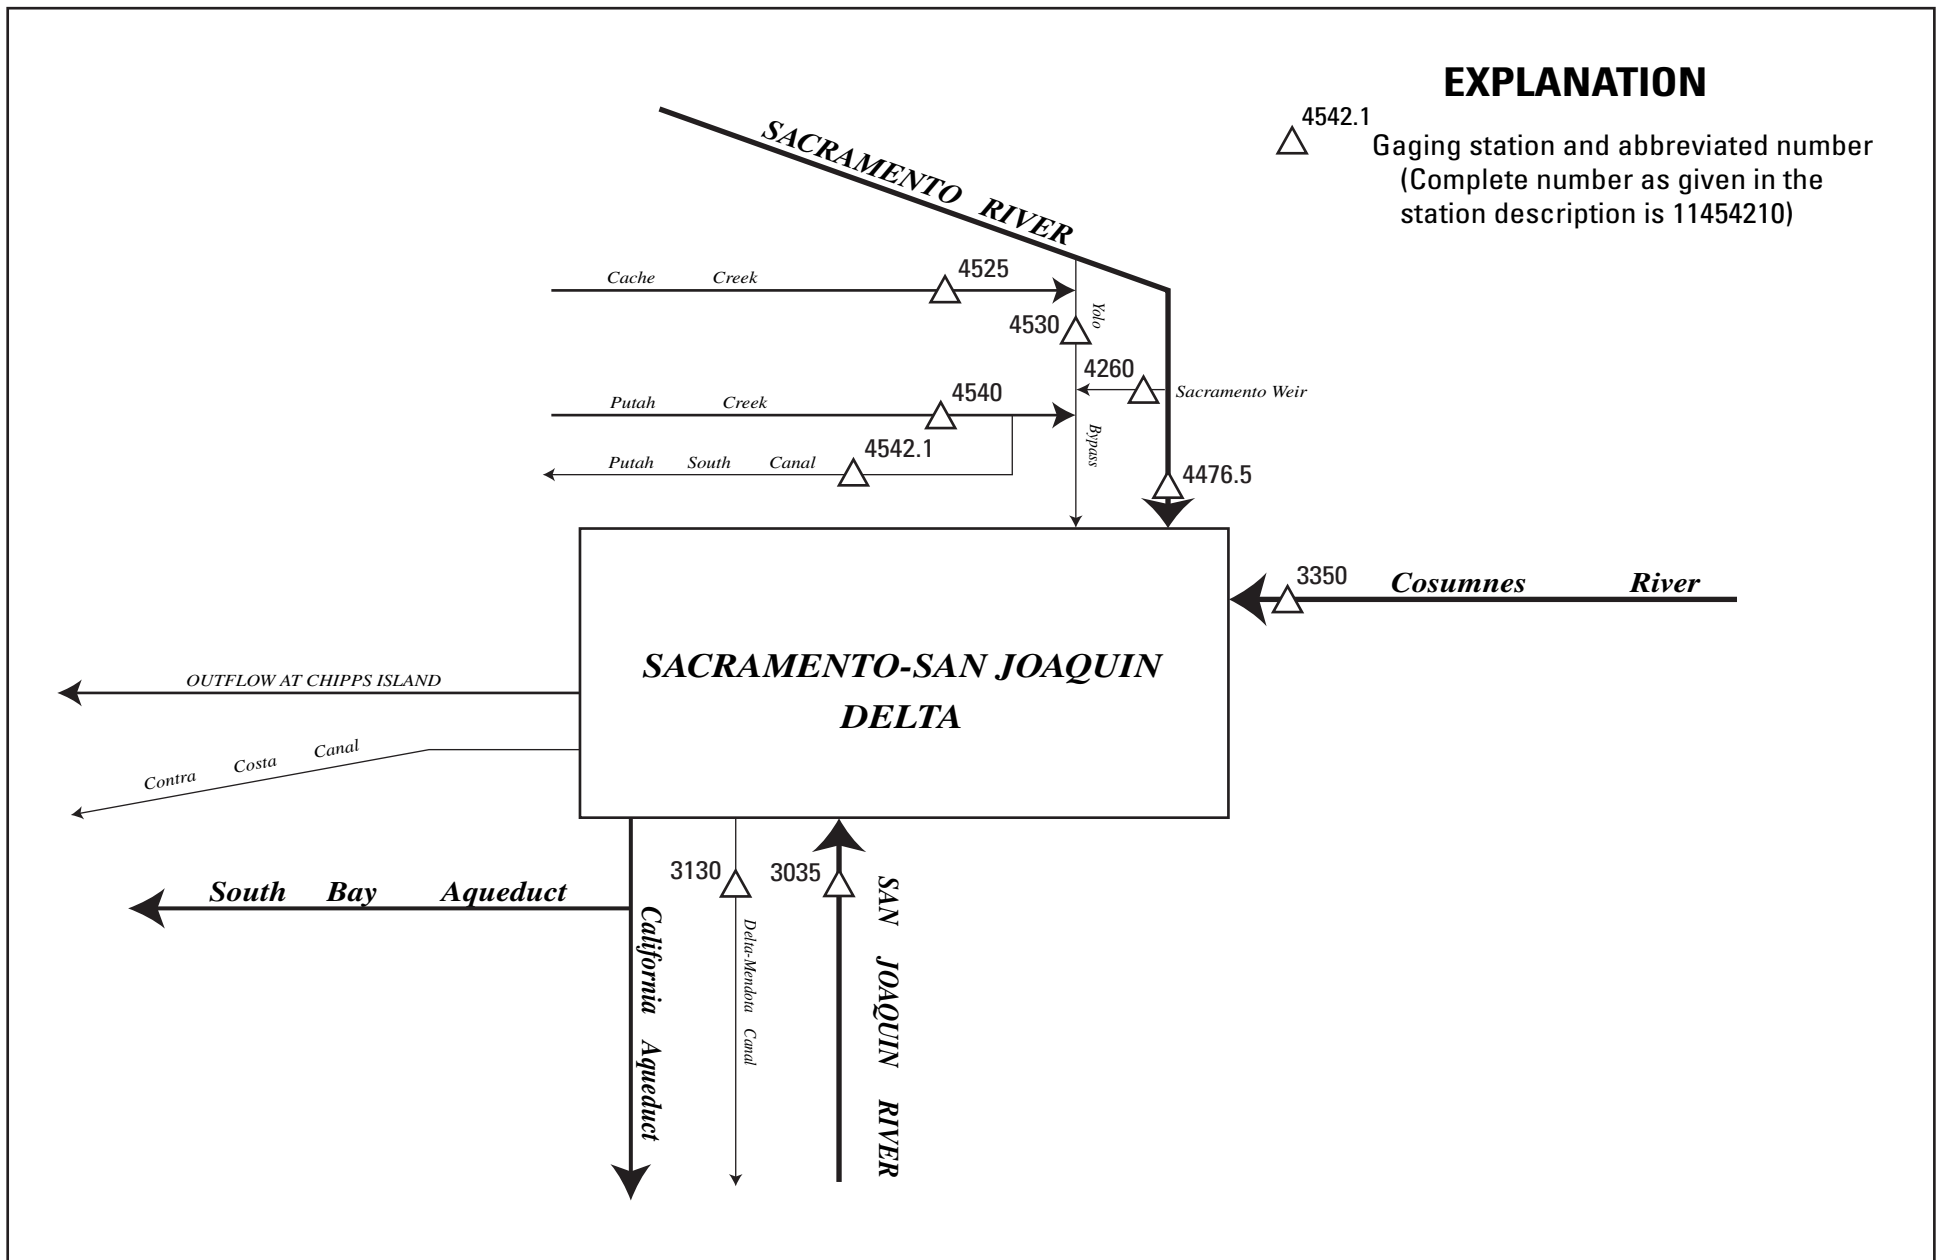 EXPLANATION
4542.1
Gaging station and abbreviated number
(Complete number as given in the
station description is 11454210)
SACRAMENTO RIVER
Cache Creek
4525
4530
Yolo
4260
Sacramento Weir
Putah Creek
4540
Bypass
Putah South Canal
4542.1
4476.5
3350
Cosumnes River
SACRAMENTO-SAN JOAQUIN
DELTA
OUTFLOW AT CHIPPS ISLAND
Contra Costa Canal
South Bay Aqueduct
California Aqueduct
3130
Delta-Mendota Canal
3035
SAN JOAQUIN RIVER